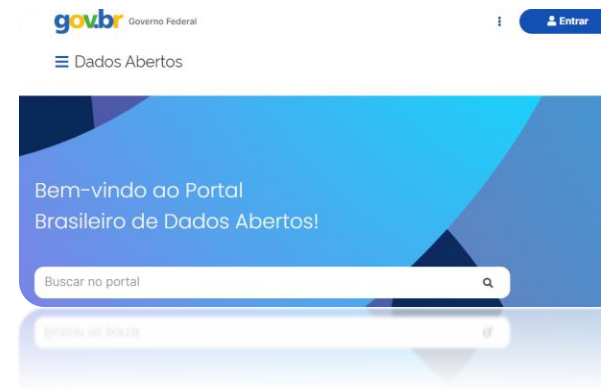 gov.br Governo Federal
Entrar
Dados Abertos
Bem-vindo ao Portal
Brasileiro de Dados Abertos!
Buscar no portal